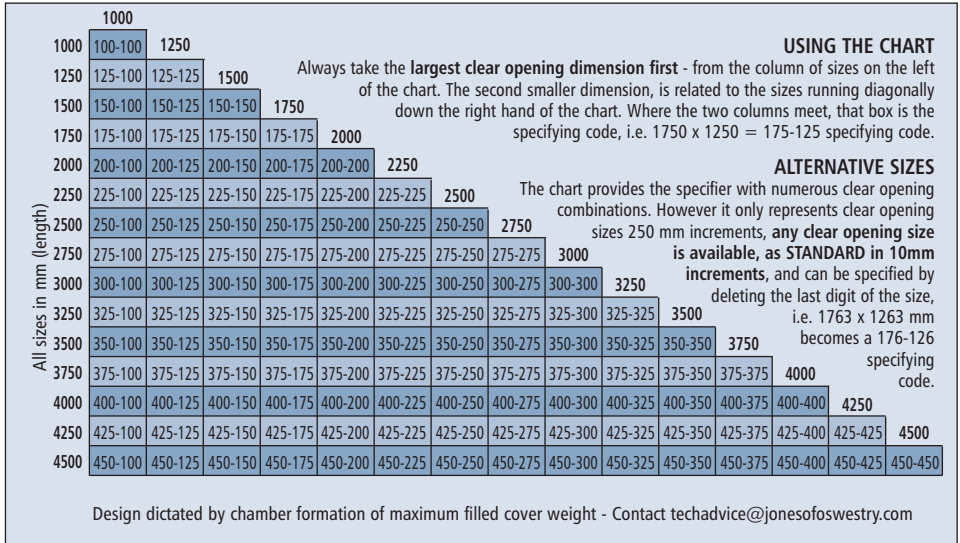 1000
1000 100-100 1250
1250 125-100 125-125 1500
1500 150-100 150-125 150-150 1750
1750 175-100 175-125 175-150 175-175 2000
2000 200-100 200-125 200-150 200-175 200-200 2250
2250 225-100 225-125 225-150 225-175 225-200 225-225 2500
2500 250-100 250-125 250-150 250-175 250-200 250-225 250-250 2750
2750 275-100 275-125 275-150 275-175 275-200 275-225 275-250 275-275 3000
3000 300-100 300-125 300-150 300-175 300-200 300-225 300-250 300-275 300-300 3250
3250 325-100 325-125 325-150 325-175 325-200 325-225 325-250 325-275 325-300 325-325 3500
3500 350-100 350-125 350-150 350-175 350-200 350-225 350-250 350-275 350-300 350-325 350-350 3750
3750 375-100 375-125 375-150 375-175 375-200 375-225 375-250 375-275 375-300 375-325 375-350 375-375 4000
4000 400-100 400-125 400-150 400-175 400-200 400-225 400-250 400-275 400-300 400-325 400-350 400-375 400-400 4250
4250 425-100 425-125 425-150 425-175 425-200 425-225 425-250 425-275 425-300 425-325 425-350 425-375 425-400 425-425 4500
4500 450-100 450-125 450-150 450-175 450-200 450-225 450-250 450-275 450-300 450-325 450-350 450-375 450-400 450-425 450-450
All sizes in mm (length)
USING THE CHART
Always take the largest clear opening dimension first - from the column of sizes on the left
of the chart. The second smaller dimension, is related to the sizes running diagonally
down the right hand of the chart. Where the two columns meet, that box is the
specifying code, i.e. 1750 x 1250 = 175-125 specifying code.
ALTERNATIVE SIZES
The chart provides the specifier with numerous clear opening
combinations. However it only represents clear opening
sizes 250 mm increments, any clear opening size
is available, as STANDARD in 10mm
increments, and can be specified by
deleting the last digit of the size,
i.e. 1763 x 1263 mm
becomes a 176-126
specifying
code.
Design dictated by chamber formation of maximum filled cover weight - Contact techadvice@jonesofoswestry.com